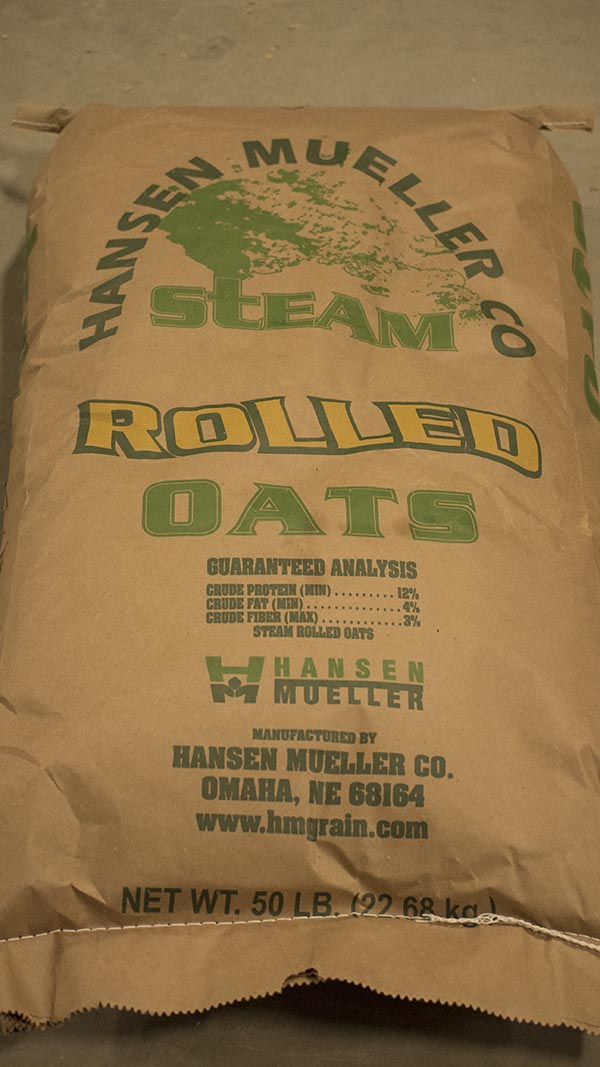 HANSEN MUELLER CO
STEAM
ROLLED
OATS
GUARANTEED ANALYSIS
CRUDE PROTEIN (MIN) ......... 12%
CRUDE FAT (MIN) ............. 4%
CRUDE FIBER (MAX) ............ 3%
STEAM ROLLED OATS
HANSEN
MUELLER
MANUFACTURED BY
HANSEN MUELLER CO.
OMAHA, NE 68164
www.hmgrain.com
NET WT. 50 LB. (22.68 kg.)